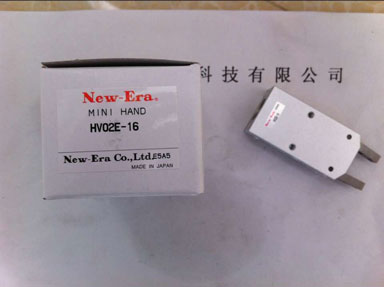 New-Era®
MINI HAND
HV02E-16
New-Era Co.,Ltd.E5A5
MADE IN JAPAN
科技有限公司